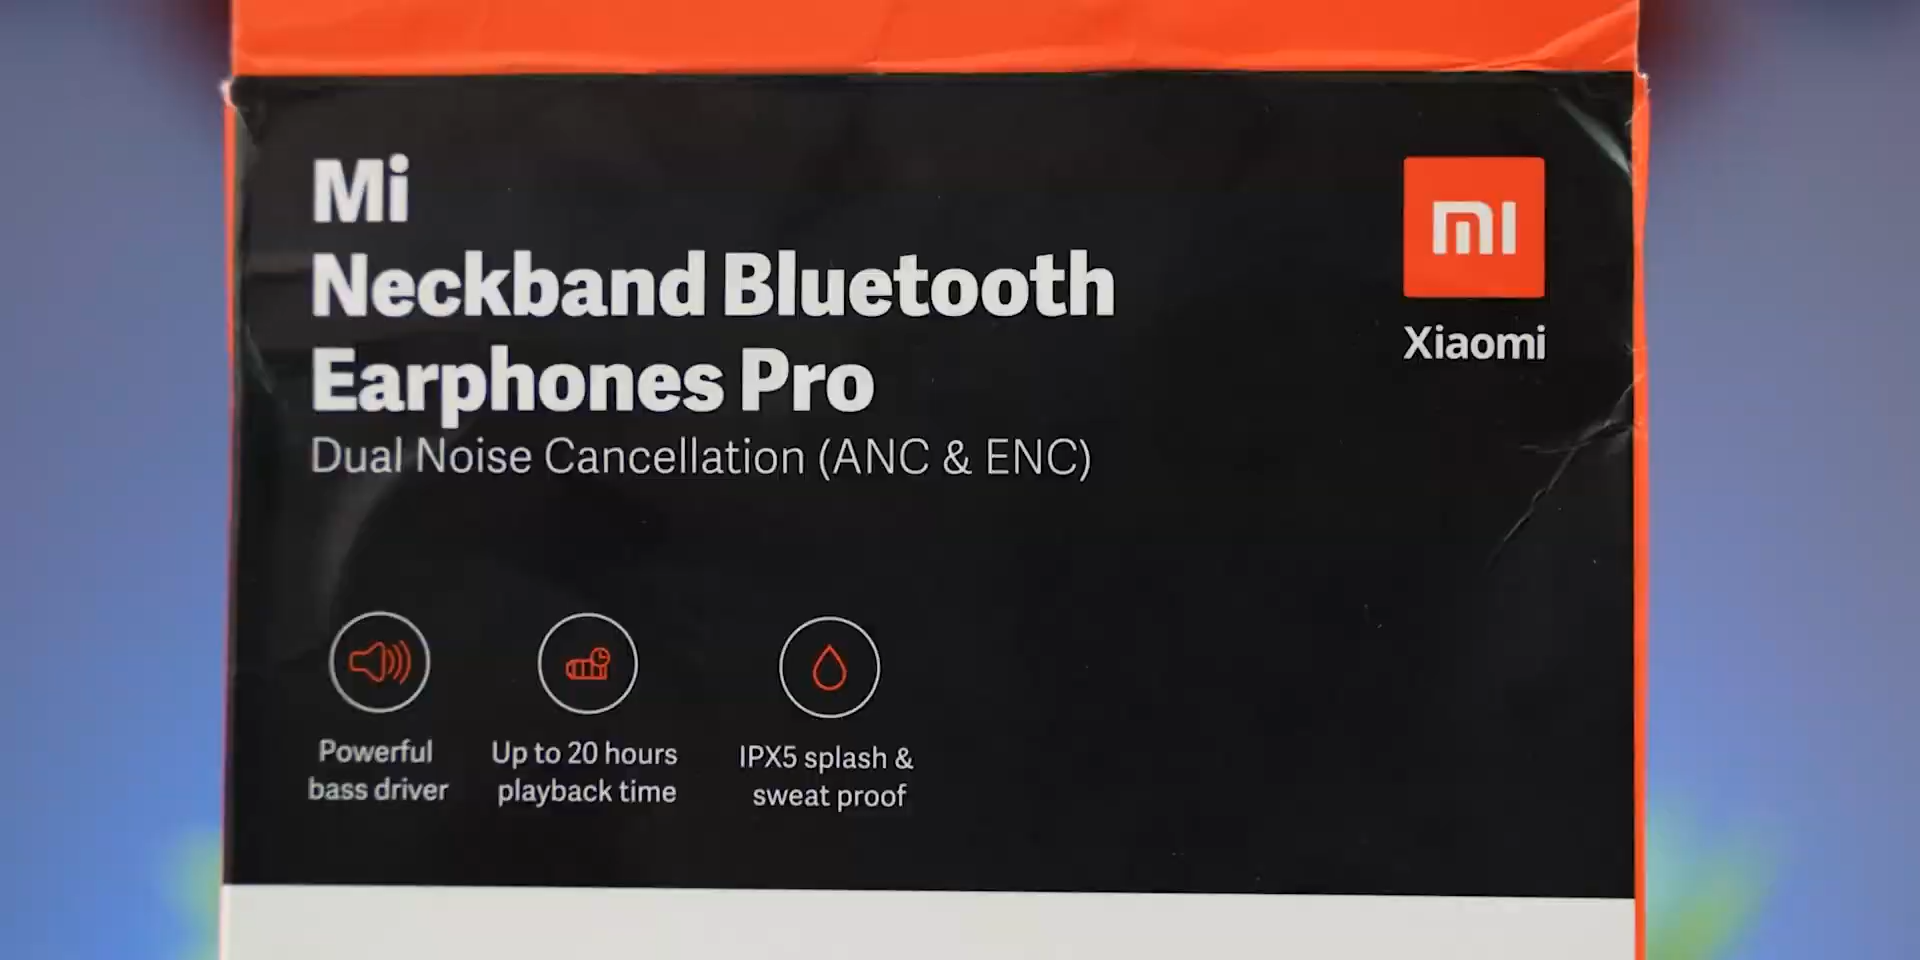 Mi
Neckband Bluetooth
Earphones Pro
Dual Noise Cancellation (ANC & ENC)
mi
Xiaomi
Powerful
bass driver
Up to 20 hours
playback time
IPX5 splash &
sweat proof